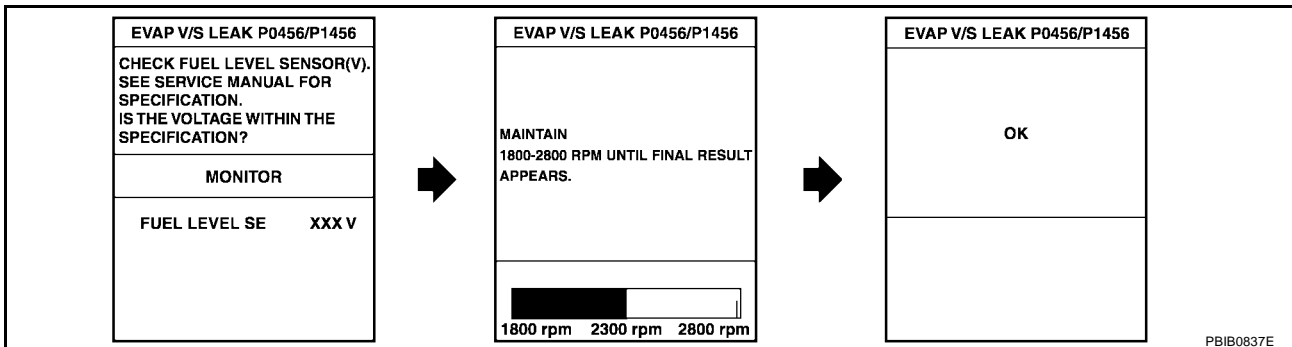 EVAP V/S LEAK P0456/P1456
CHECK FUEL LEVEL SENSOR(V).
SEE SERVICE MANUAL FOR
SPECIFICATION.
IS THE VOLTAGE WITHIN THE
SPECIFICATION?
MONITOR
FUEL LEVEL SE XXX V
EVAP V/S LEAK P0456/P1456
MAINTAIN
1800-2800 RPM UNTIL FINAL RESULT
APPEARS.
1800 rpm 2300 rpm 2800 rpm
EVAP V/S LEAK P0456/P1456
OK
PBIB0837E